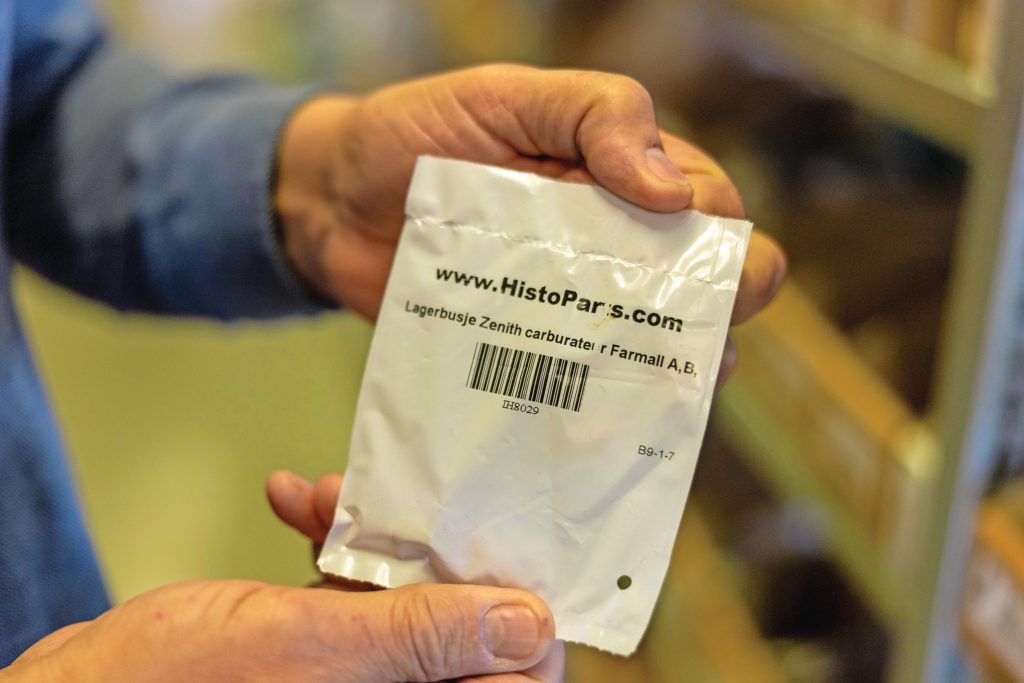 www.HistoParts.com
Lagerbusje Zenith carburateur Farmall A,B,
IH8029
B9-1-7